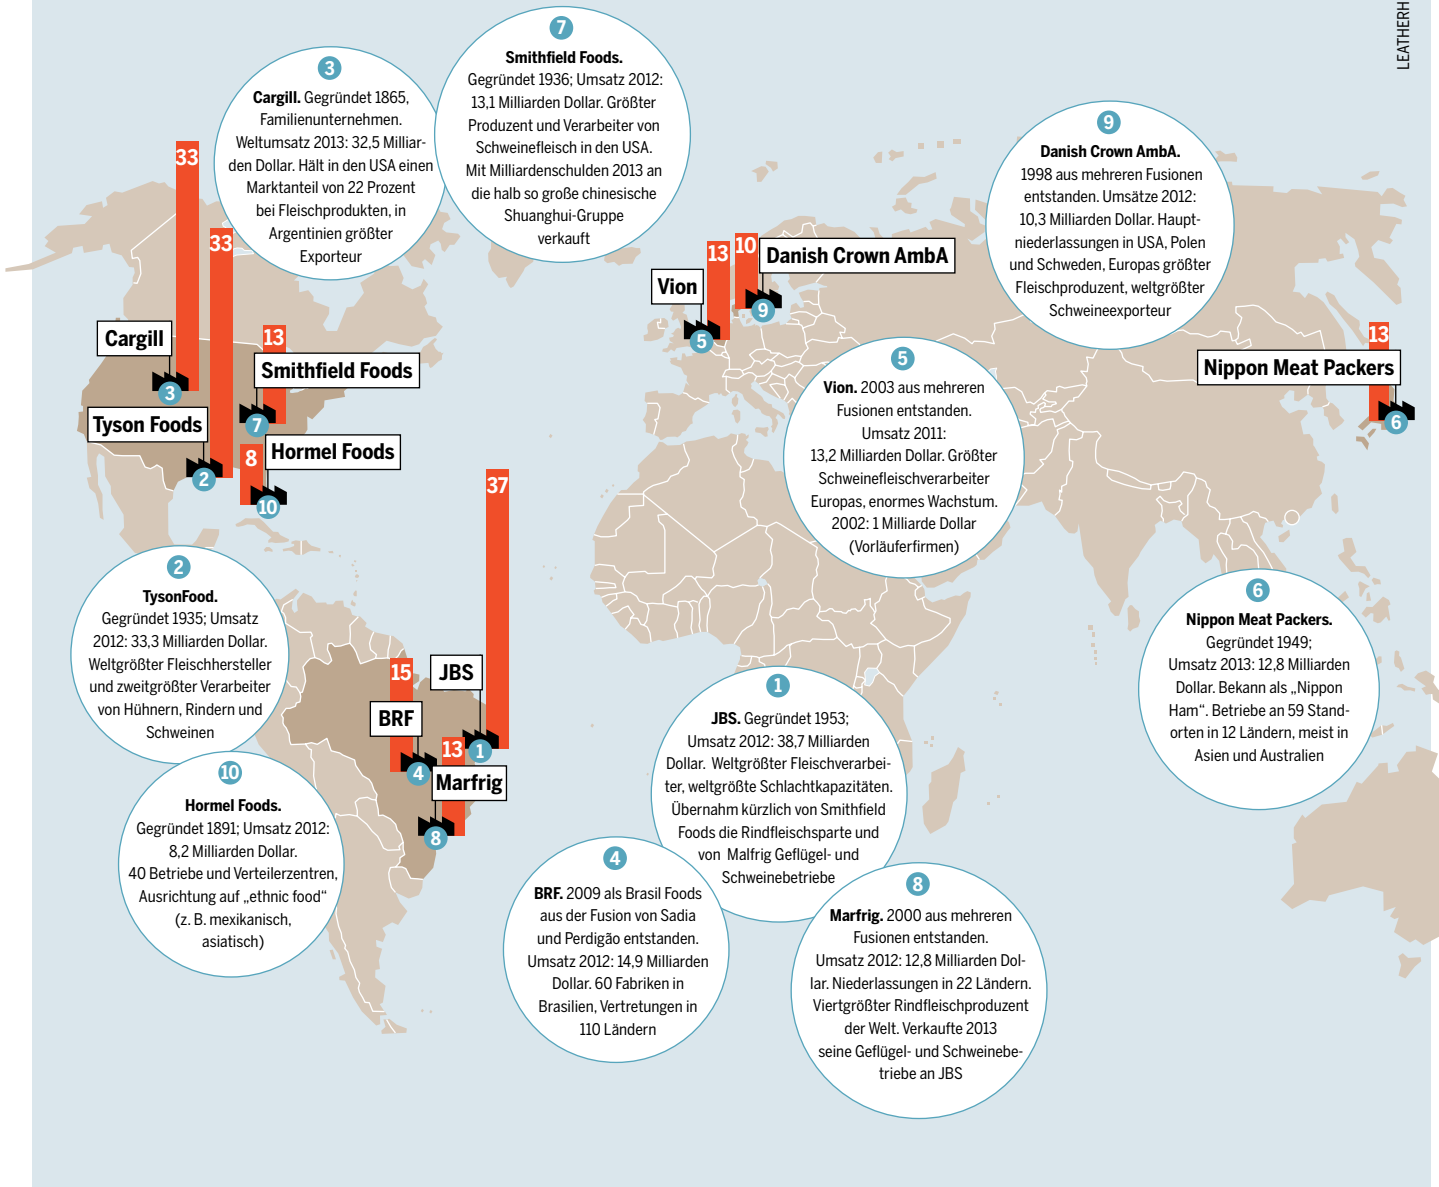 LEATHERH
7
Smithfield Foods.
Gegründet 1936; Umsatz 2012:
13,1 Milliarden Dollar. Größter
Produzent und Verarbeiter von
Schweinefleisch in den USA.
Mit Milliardenschulden 2013 an
die halb so große chinesische
Shuanghui-Gruppe
verkauft
3
Cargill. Gegründet 1865,
Familienunternehmen.
Weltumsatz 2013: 32,5 Milliar-
den Dollar. Hält in den USA einen
Marktanteil von 22 Prozent
bei Fleischprodukten, in
Argentinien größter
Exporteur
9
Danish Crown AmbA.
1998 aus mehreren Fusionen
entstanden. Umsätze 2012:
10,3 Milliarden Dollar. Haupt-
niederlassungen in USA, Polen
und Schweden, Europas größter
Fleischproduzent, weltgrößter
Schweineexporteur
33
33
13
Cargill
3
Smithfield Foods
7
Tyson Foods
2
8
Hormel Foods
10
13
10
Danish Crown AmbA
9
Vion
5
13
Nippon Meat Packers
6
5
Vion. 2003 aus mehreren
Fusionen entstanden.
Umsatz 2011:
13,2 Milliarden Dollar. Größter
Schweinefleischverarbeiter
Europas, enormes Wachstum.
2002: 1 Milliarde Dollar
(Vorläuferfirmen)
37
15
JBS
1
BRF
4
13
Marfrig
8
2
TysonFood.
Gegründet 1935; Umsatz
2012: 33,3 Milliarden Dollar.
Weltgrößter Fleischhersteller
und zweitgrößter Verarbeiter
von Hühnern, Rindern und
Schweinen
6
Nippon Meat Packers.
Gegründet 1949;
Umsatz 2013: 12,8 Milliarden
Dollar. Bekann als „Nippon
Ham“. Betriebe an 59 Stand-
orten in 12 Ländern, meist in
Asien und Australien
1
JBS. Gegründet 1953;
Umsatz 2012: 38,7 Milliarden
Dollar. Weltgrößter Fleischverarbei-
ter, weltgrößte Schlachtkapazitäten.
Übernahm kürzlich von Smithfield
Foods die Rindfleischsparte und
von Malfrig Geflügel- und
Schweinebetriebe
10
Hormel Foods.
Gegründet 1891; Umsatz 2012:
8,2 Milliarden Dollar.
40 Betriebe und Verteilerzentren,
Ausrichtung auf „ethnic food“
(z. B. mexikanisch,
asiatisch)
4
BRF. 2009 als Brasil Foods
aus der Fusion von Sadia
und Perdigão entstanden.
Umsatz 2012: 14,9 Milliarden
Dollar. 60 Fabriken in
Brasilien, Vertretungen in
110 Ländern
8
Marfrig. 2000 aus mehreren
Fusionen entstanden.
Umsatz 2012: 12,8 Milliarden Dol-
lar. Niederlassungen in 22 Ländern.
Viertgrößter Rindfleischproduzent
der Welt. Verkaufte 2013
seine Geflügel- und Schweinebe-
triebe an JBS